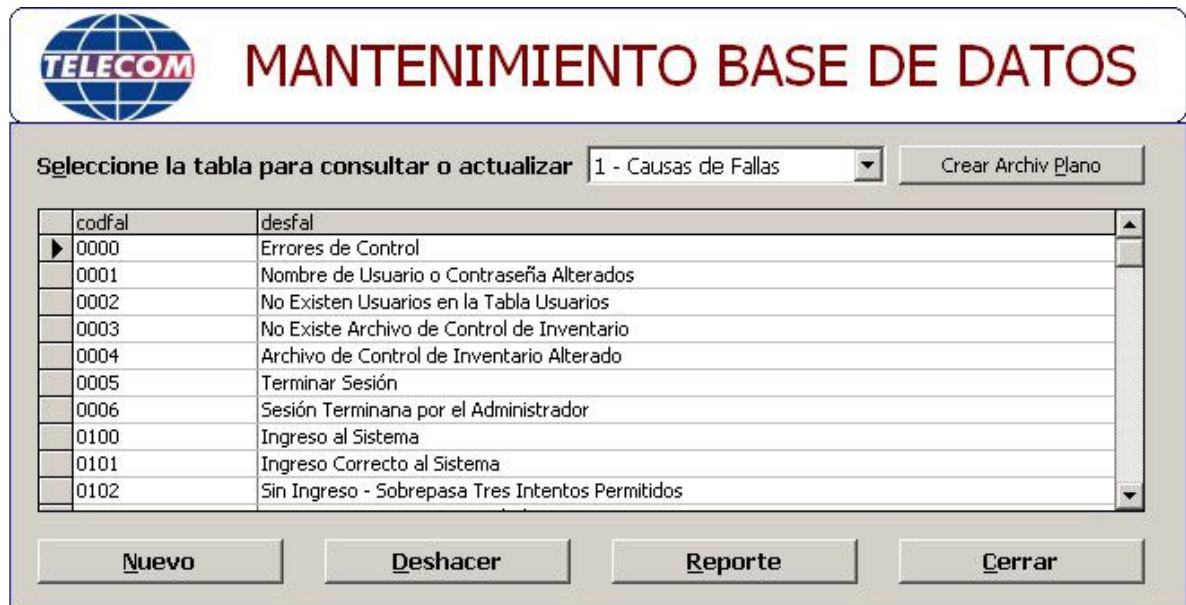 TELECOM MANTENIMIENTO BASE DE DATOS
Seleccione la tabla para consultar o actualizar 1 - Causas de Fallas Crear Archiv Plano
codfal desfal
0000 Errores de Control
0001 Nombre de Usuario o Contraseña Alterados
0002 No Existen Usuarios en la Tabla Usuarios
0003 No Existe Archivo de Control de Inventario
0004 Archivo de Control de Inventario Alterado
0005 Terminar Sesión
0006 Sesión Terminana por el Administrador
0100 Ingreso al Sistema
0101 Ingreso Correcto al Sistema
0102 Sin Ingreso - Sobrepasa Tres Intentos Permitidos
Nuevo Deshacer Reporte Cerrar